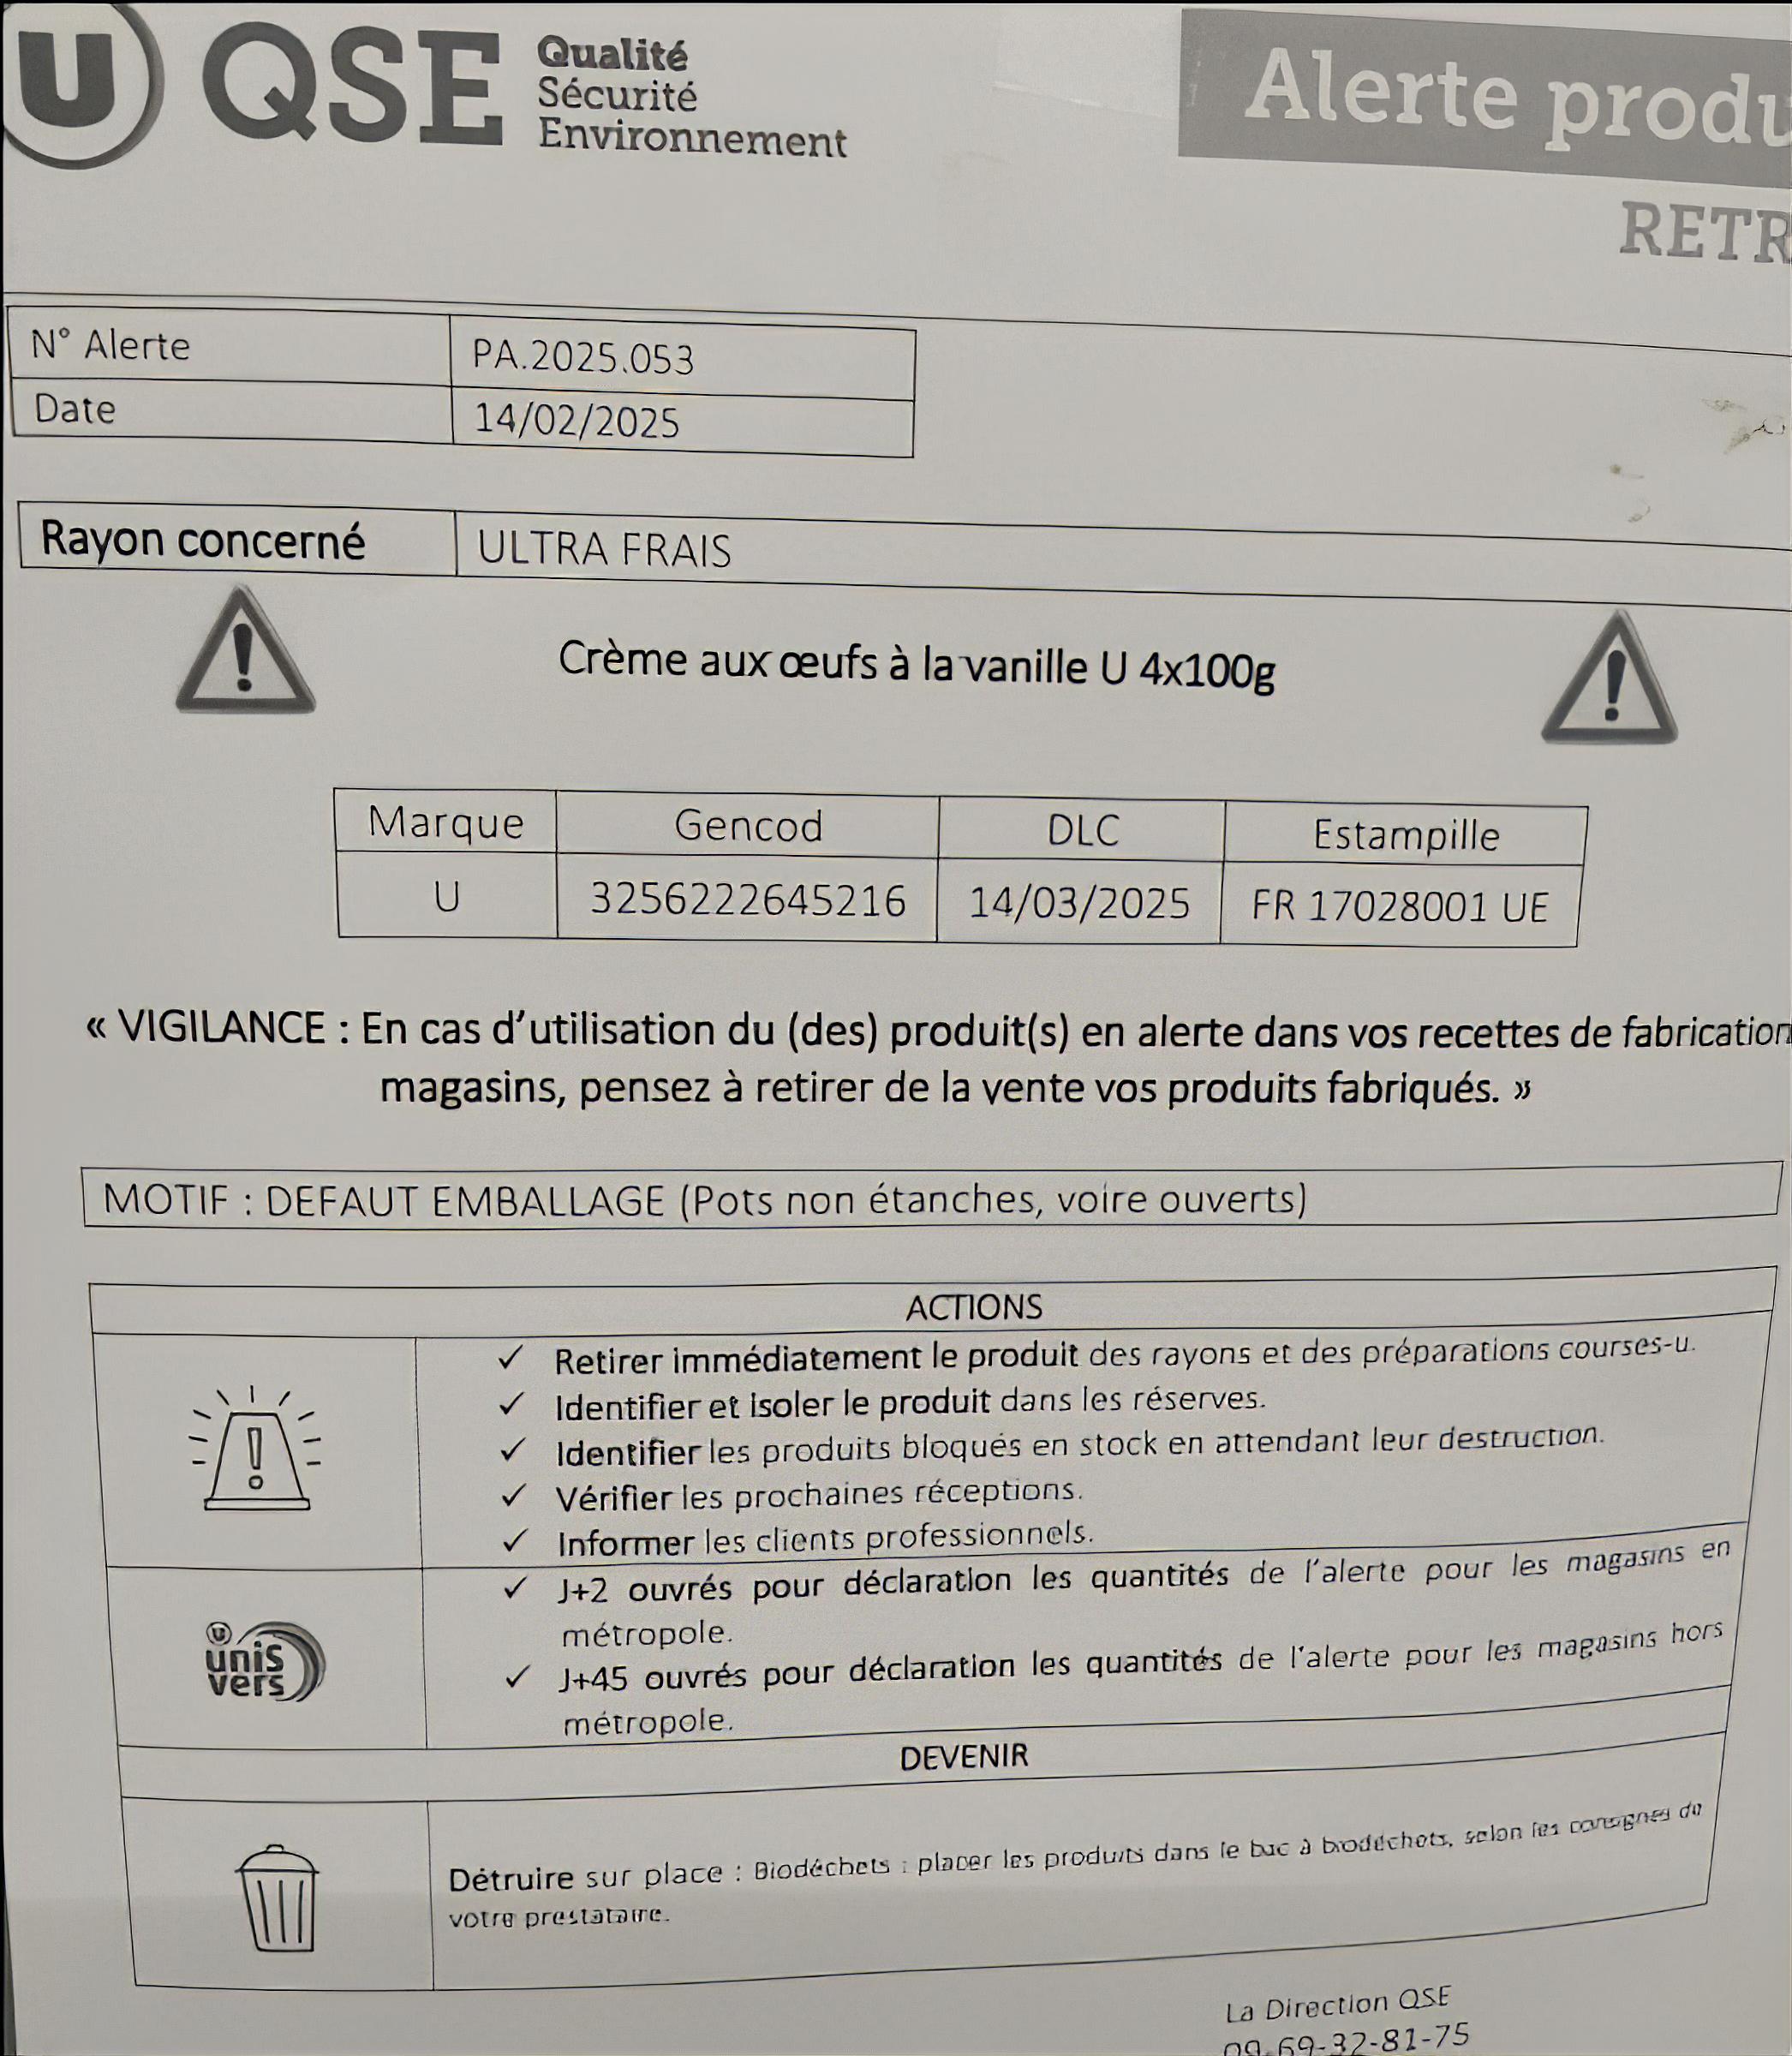 U QSE Qualité
Sécurité
Environnement
Alerte produ
RETR
N° Alerte PA.2025.053
Date 14/02/2025
Rayon concerné ULTRA FRAIS
Crème aux œufs à la vanille U 4x100g
Marque Gencod DLC Estampille
U 3256222645216 14/03/2025 FR 17028001 UE
« VIGILANCE : En cas d'utilisation du (des) produit(s) en alerte dans vos recettes de fabrication
magasins, pensez à retirer de la vente vos produits fabriqués. »
MOTIF : DEFAUT EMBALLAGE (Pots non étanches, voire ouverts)
ACTIONS
✓ Retirer immédiatement le produit des rayons et des préparations courses-u.
✓ Identifier et isoler le produit dans les réserves.
✓ Identifier les produits bloqués en stock en attendant leur destruction.
✓ Vérifier les prochaines réceptions.
✓ Informer les clients professionnels.
U unis vers
✓ J+2 ouvrés pour déclaration les quantités de l'alerte pour les magasins en
métropole.
✓ J+45 ouvrés pour déclaration les quantités de l'alerte pour les magasins hors
métropole.
DEVENIR
Détruire sur place : Biodéchets : placer les produits dans le bac à biodéchets, selon les consignes de
votre prestataire.
La Direction QSE
09-69-32-81-75